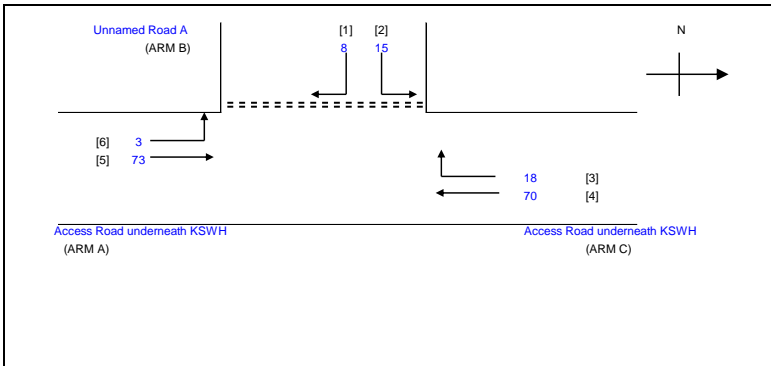 Unnamed Road A [1] [2] N
(ARM B) 8 15
[6] 3
[5] 73
18 [3]
70 [4]
Access Road underneath KSWH Access Road underneath KSWH
(ARM A) (ARM C)